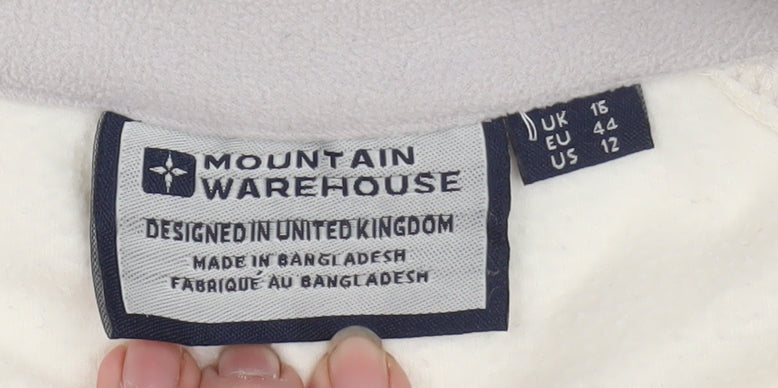 MOUNTAIN
WAREHOUSE
DESIGNED IN UNITED KINGDOM
MADE IN BANGLADESH
FABRIQUÉ AU BANGLADESH
UK 16
EU 44
US 12